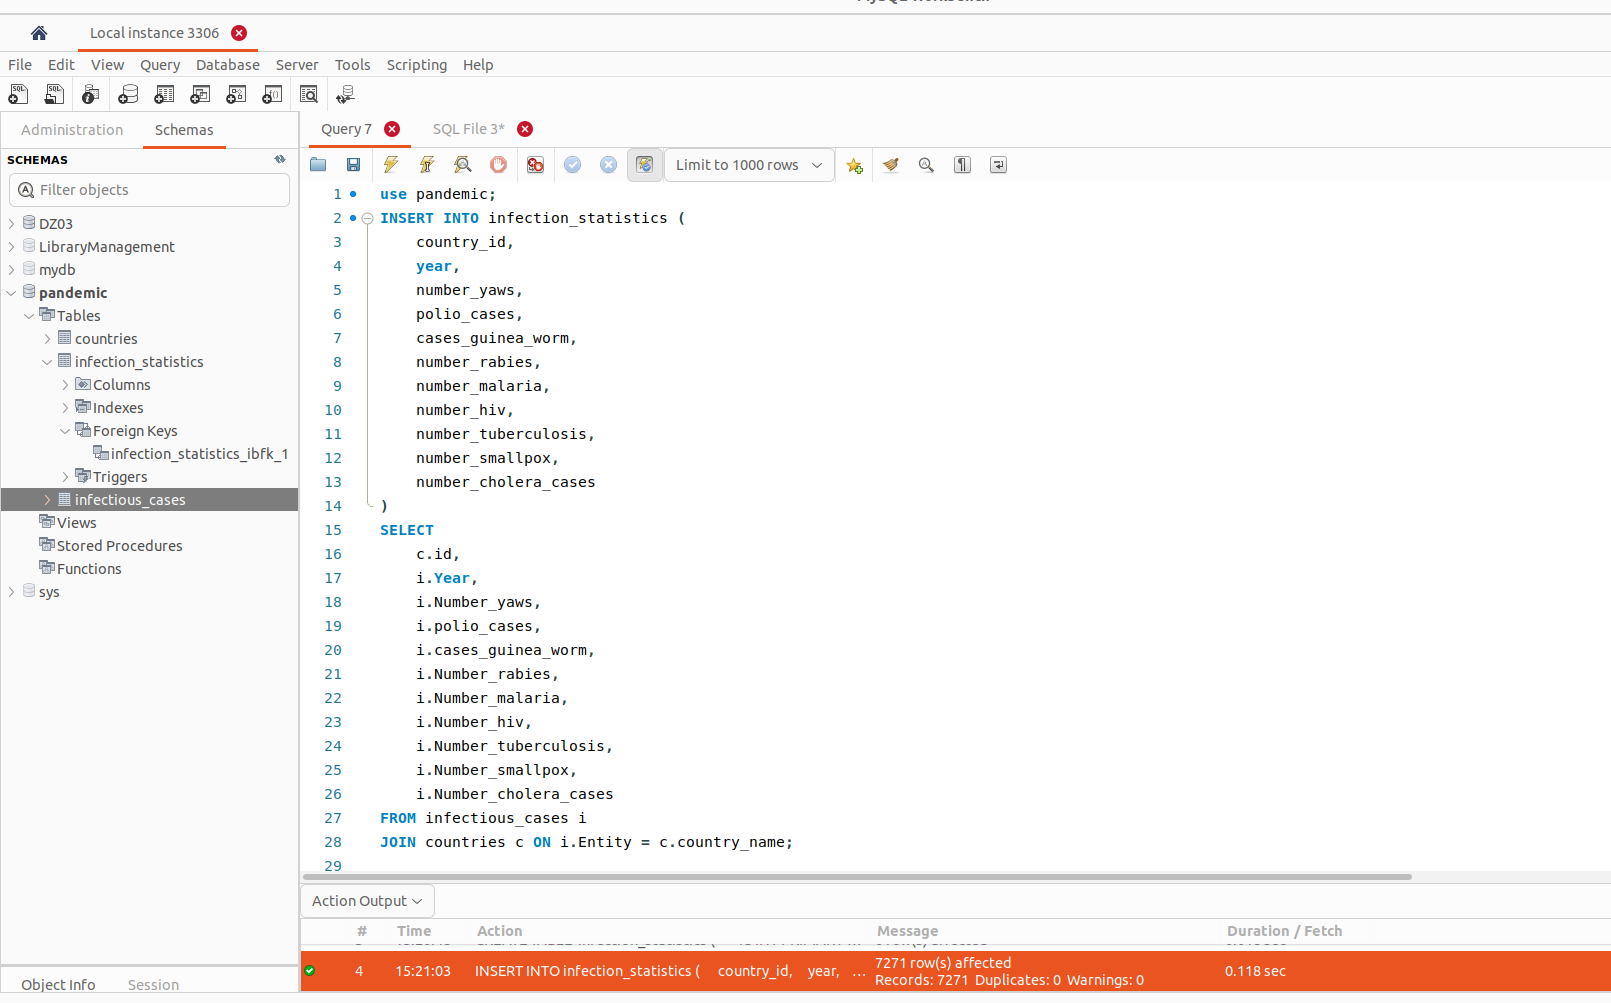 Local instance 3306
File Edit View Query Database Server Tools Scripting Help
Administration Schemas
SCHEMAS
Filter objects
DZ03
LibraryManagement
mydb
pandemic
Tables
countries
infection_statistics
Columns
Indexes
Foreign Keys
infection_statistics_ibfk_1
Triggers
infectious_cases
Views
Stored Procedures
Functions
sys
Object Info Session
Query 7 SQL File 3*
Limit to 1000 rows
1 use pandemic;
2 INSERT INTO infection_statistics (
3 country_id,
4 year,
5 number_yaws,
6 polio_cases,
7 cases_guinea_worm,
8 number_rabies,
9 number_malaria,
10 number_hiv,
11 number_tuberculosis,
12 number_smallpox,
13 number_cholera_cases
14 )
15 SELECT
16 c.id,
17 i.Year,
18 i.Number_yaws,
19 i.polio_cases,
20 i.cases_guinea_worm,
21 i.Number_rabies,
22 i.Number_malaria,
23 i.Number_hiv,
24 i.Number_tuberculosis,
25 i.Number_smallpox,
26 i.Number_cholera_cases
27 FROM infectious_cases i
28 JOIN countries c ON i.Entity = c.country_name;
29
Action Output
# Time Action Message Duration / Fetch
4 15:21:03 INSERT INTO infection_statistics ( country_id, year, ... 7271 row(s) affected
Records: 7271 Duplicates: 0 Warnings: 0 0.118 sec